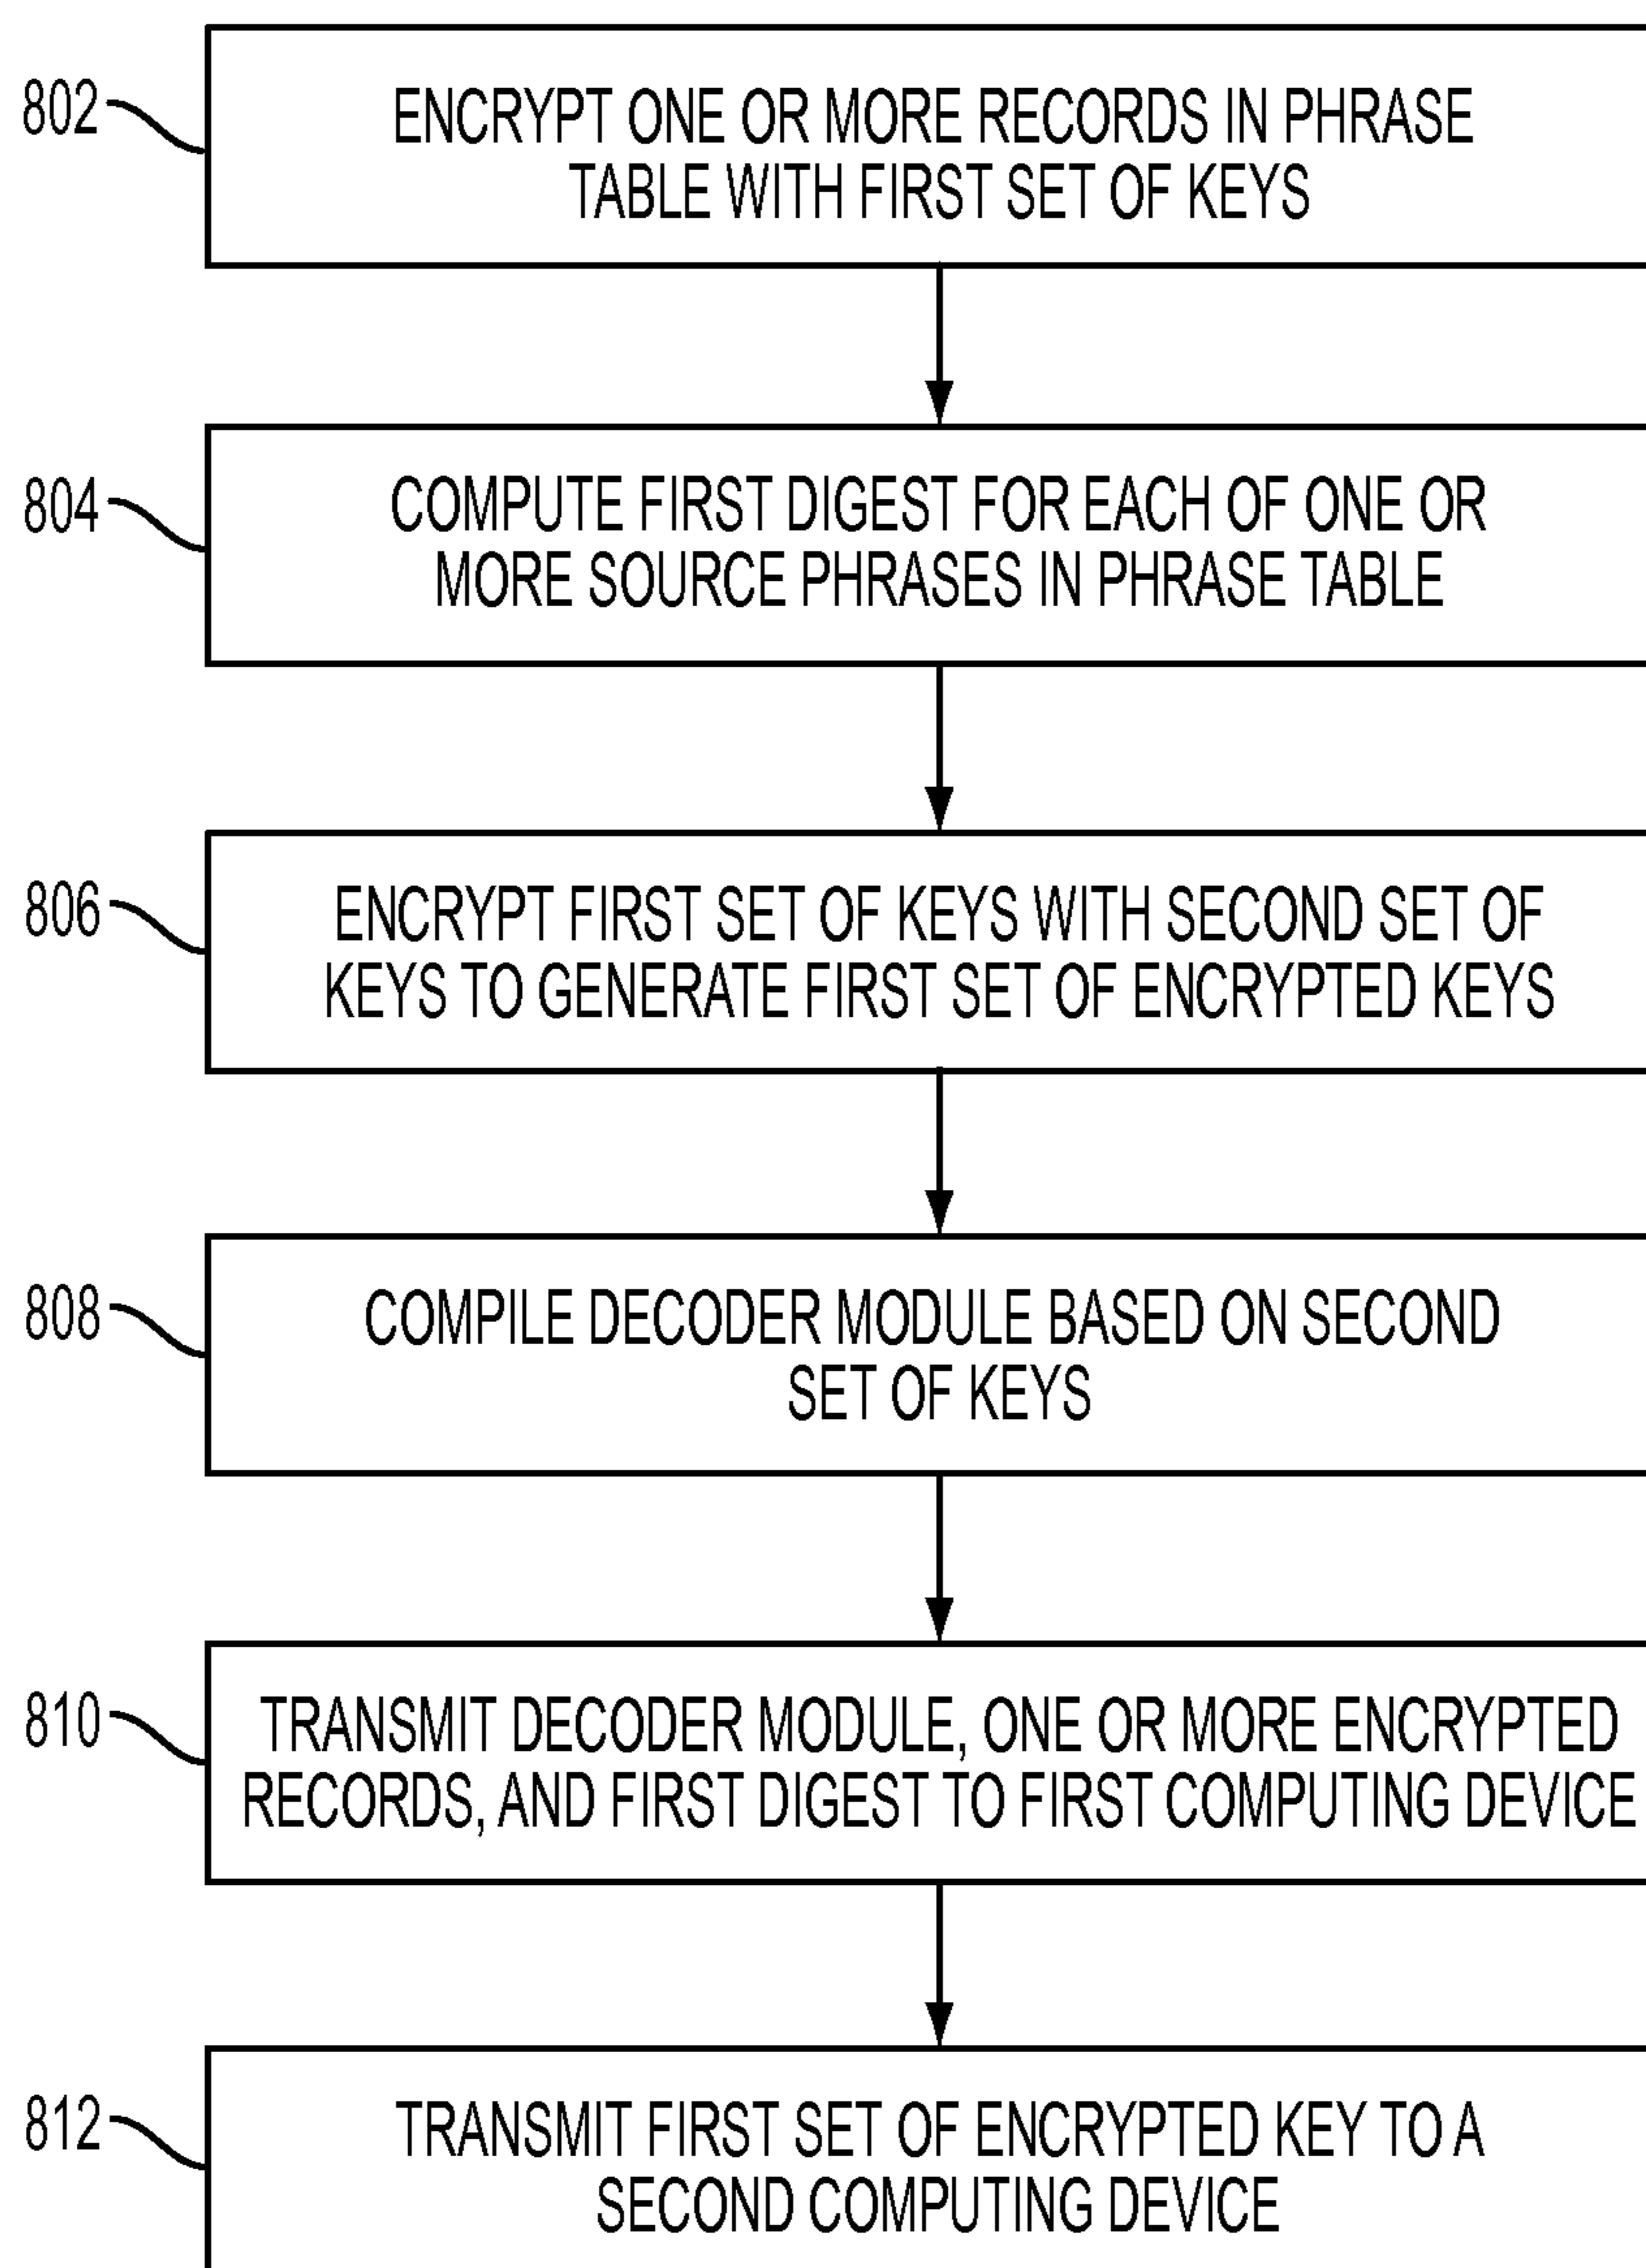 802
ENCRYPT ONE OR MORE RECORDS IN PHRASE
TABLE WITH FIRST SET OF KEYS
804
COMPUTE FIRST DIGEST FOR EACH OF ONE OR
MORE SOURCE PHRASES IN PHRASE TABLE
806
ENCRYPT FIRST SET OF KEYS WITH SECOND SET OF
KEYS TO GENERATE FIRST SET OF ENCRYPTED KEYS
808
COMPILE DECODER MODULE BASED ON SECOND
SET OF KEYS
810
TRANSMIT DECODER MODULE, ONE OR MORE ENCRYPTED
RECORDS, AND FIRST DIGEST TO FIRST COMPUTING DEVICE
812
TRANSMIT FIRST SET OF ENCRYPTED KEY TO A
SECOND COMPUTING DEVICE